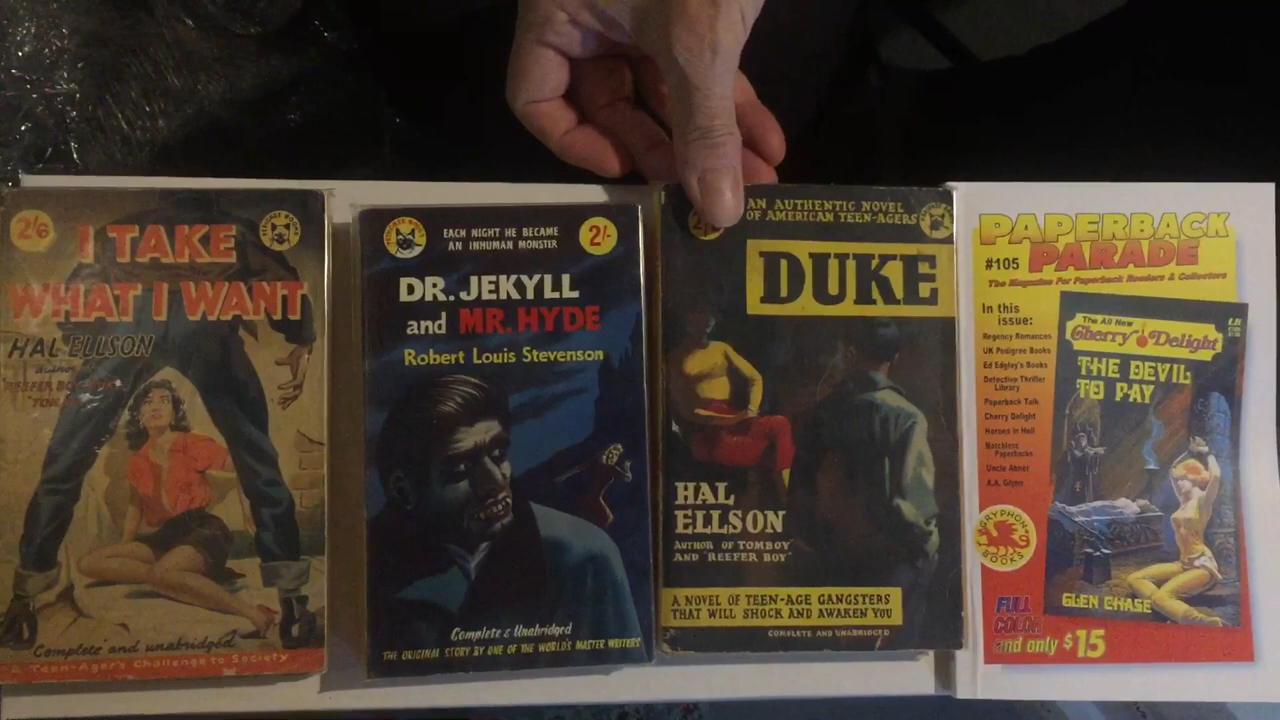 2/6
PEDIGREE BOOKS
I TAKE
WHAT I WANT
HAL ELLSON
author of
REEFER BOY
Complete and unabridged
A Teen-Ager's Challenge to Society
PEDIGREE BOOKS
EACH NIGHT HE BECAME
AN INHUMAN MONSTER
2/-
DR. JEKYLL
and MR. HYDE
Robert Louis Stevenson
Complete & Unabridged
THE ORIGINAL STORY BY ONE OF THE WORLD'S MASTER WRITERS
AN AUTHENTIC NOVEL
OF AMERICAN TEEN-AGERS
DUKE
HAL
ELLSON
AUTHOR OF "TOMBOY"
AND "REEFER BOY"
A NOVEL OF TEEN-AGE GANGSTERS
THAT WILL SHOCK AND AWAKEN YOU
COMPLETE AND UNABRIDGED
PAPERBACK
#105 PARADE
The Magazine For Paperback Readers & Collectors
In this
issue:
Regency Romances
UK Pedigree Books
Ed Edgley's Books
Detective Thriller
Library
Paperback Talk
Cherry Delight
Heroes in Hell
Matchless
Paperbacks
Uncle Abner
A.A. Glynn
The All New
Cherry Delight
THE DEVIL
TO PAY
GLEN CHASE
GRYPHON
BOOKS
FULL
COLOR
and only $15